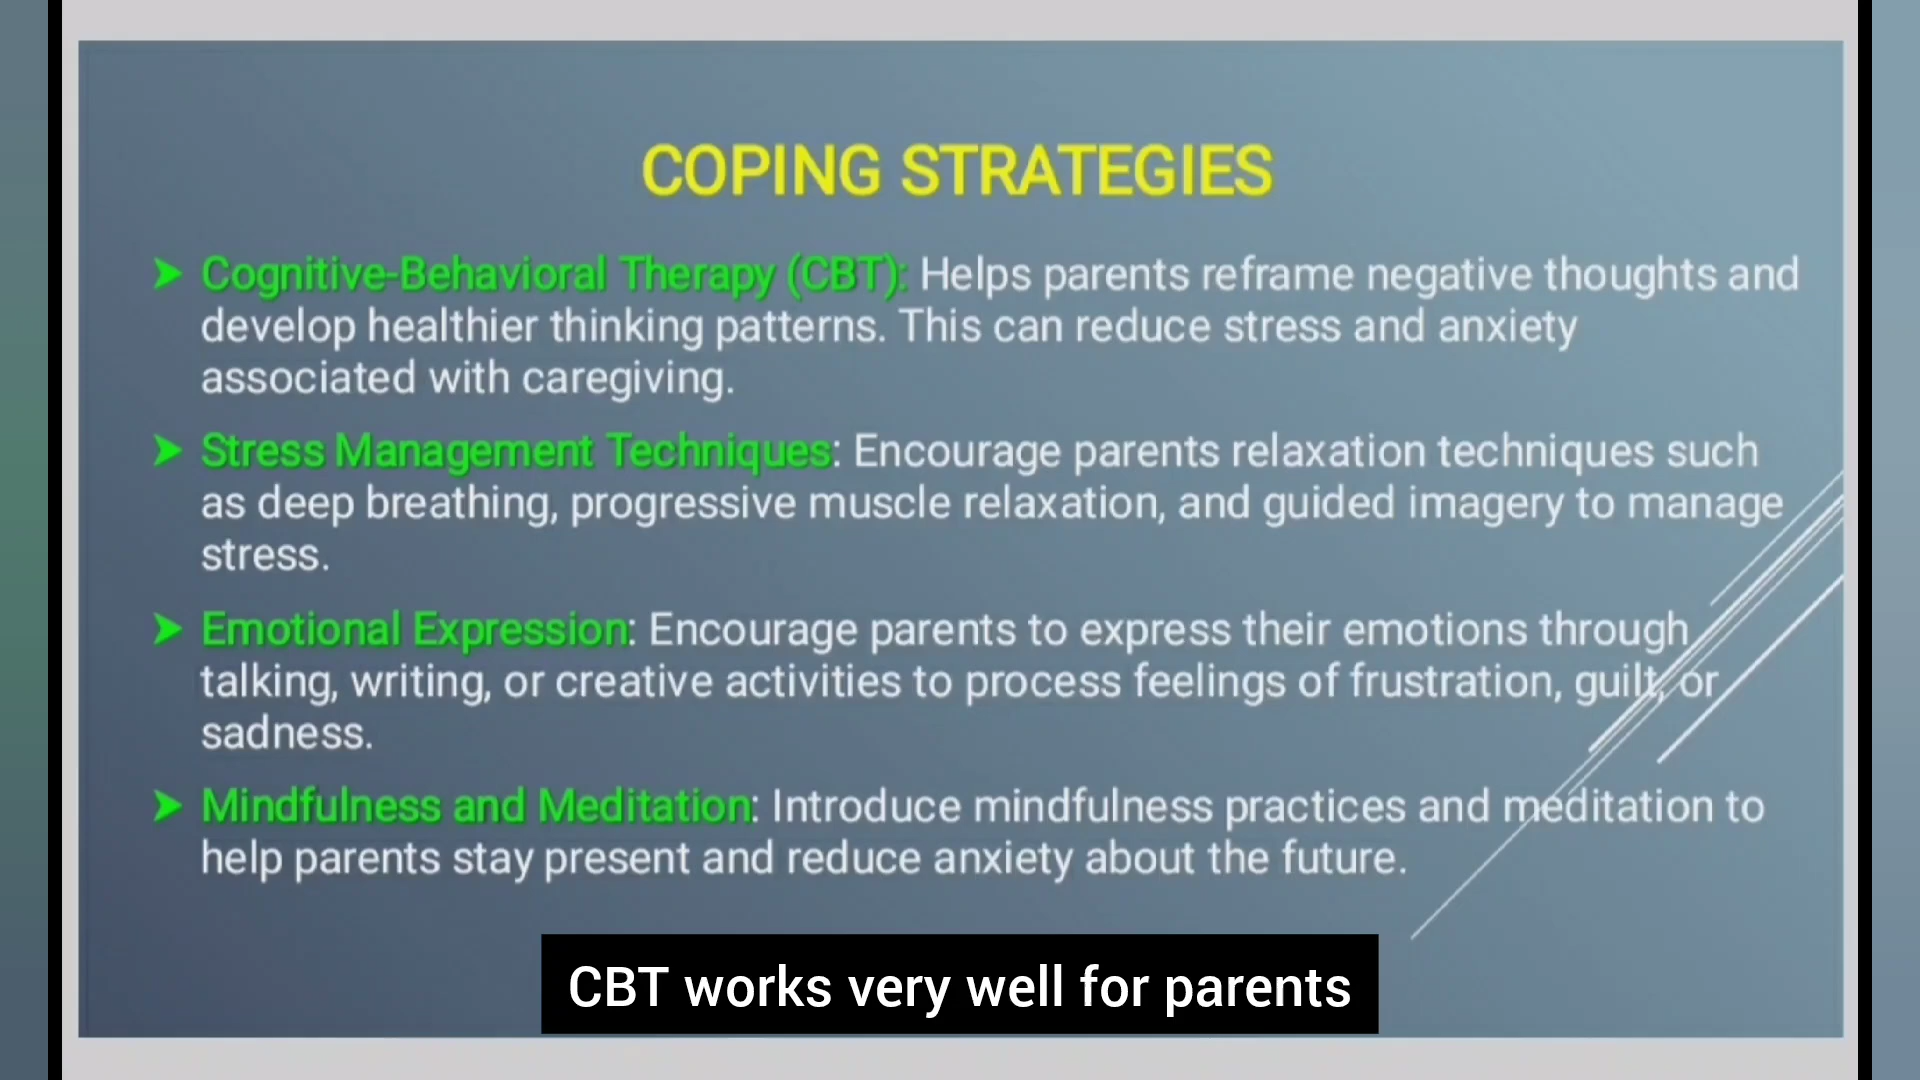 COPING STRATEGIES
➤ Cognitive-Behavioral Therapy (CBT): Helps parents reframe negative thoughts and
develop healthier thinking patterns. This can reduce stress and anxiety
associated with caregiving.
➤ Stress Management Techniques: Encourage parents relaxation techniques such
as deep breathing, progressive muscle relaxation, and guided imagery to manage
stress.
➤ Emotional Expression: Encourage parents to express their emotions through
talking, writing, or creative activities to process feelings of frustration, guilt, or
sadness.
➤ Mindfulness and Meditation: Introduce mindfulness practices and meditation to
help parents stay present and reduce anxiety about the future.
CBT works very well for parents